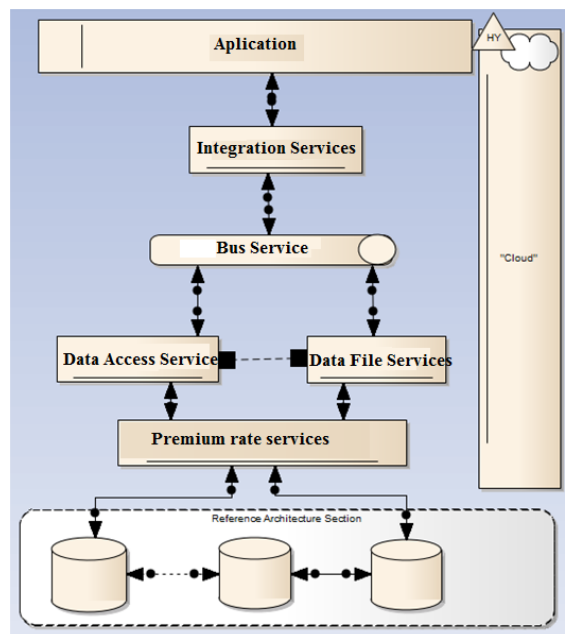 Aplication
HY
Integration Services
Bus Service
"Cloud"
Data Access Service
Data File Services
Premium rate services
Reference Architecture Section